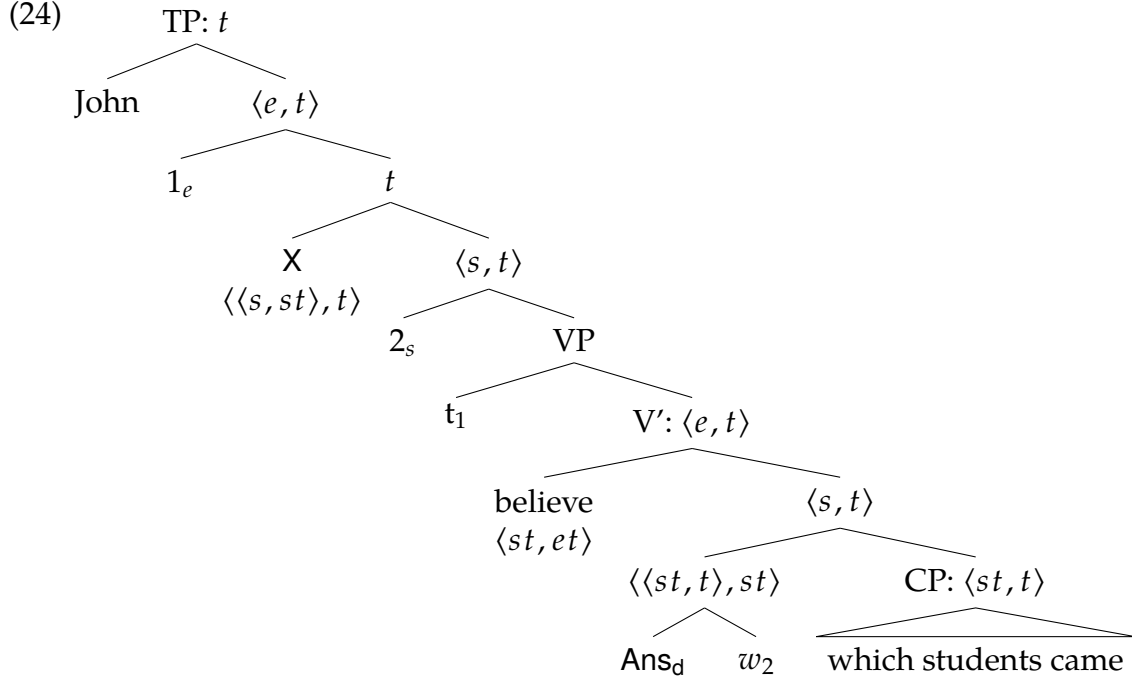 (24)
TP: t
John ⟨e, t⟩
1ₑ t
X ⟨s, t⟩
⟨⟨s, st⟩, t⟩
2ₛ VP
t₁ V’: ⟨e, t⟩
believe ⟨s, t⟩
⟨st, et⟩
⟨⟨st, t⟩, st⟩ CP: ⟨st, t⟩
Ans_d w₂ which students came